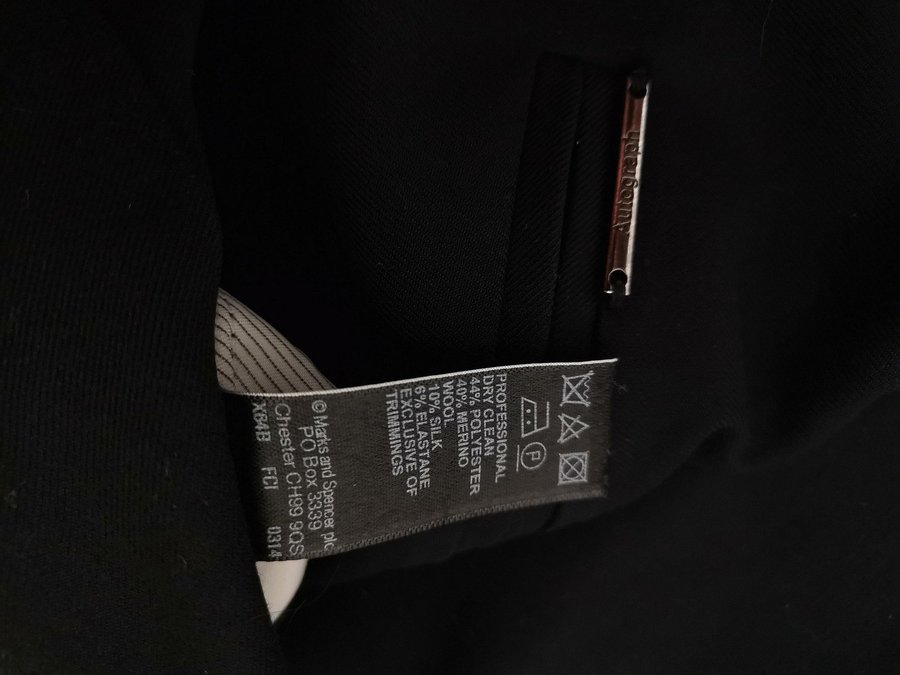 Autograph
PROFESSIONAL
DRY CLEAN
44% POLYESTER
40% MERINO
WOOL
10% SILK
6% ELASTANE
EXCLUSIVE OF
TRIMMINGS
P
© Marks and Spencer plc
PO Box 3339
Chester CH99 9QS
X84B FCI 0314